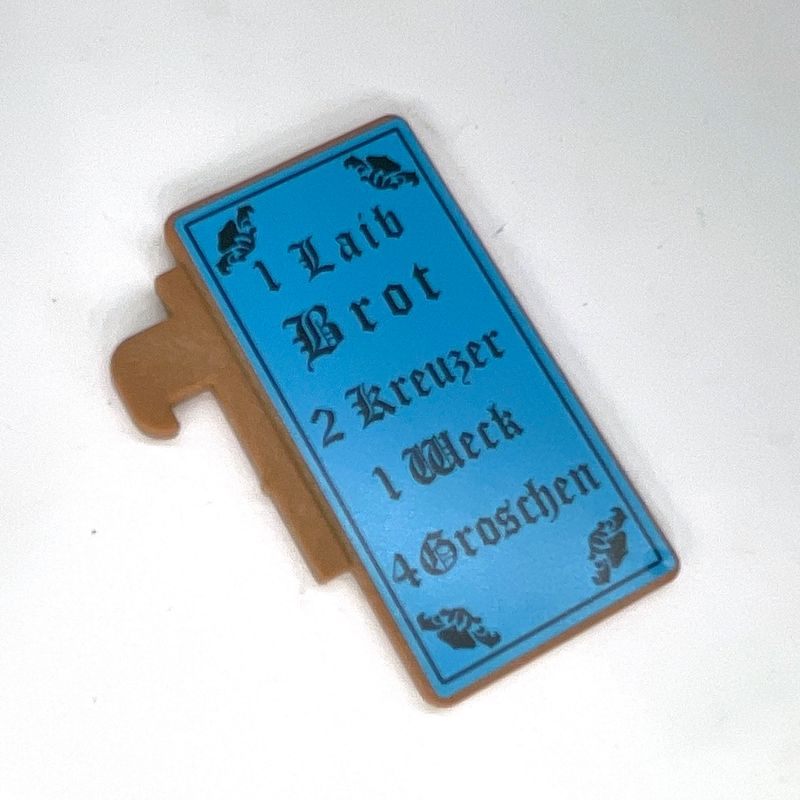 1 Laib
Brot
2 Kreuzer
1 Weck
4 Groschen